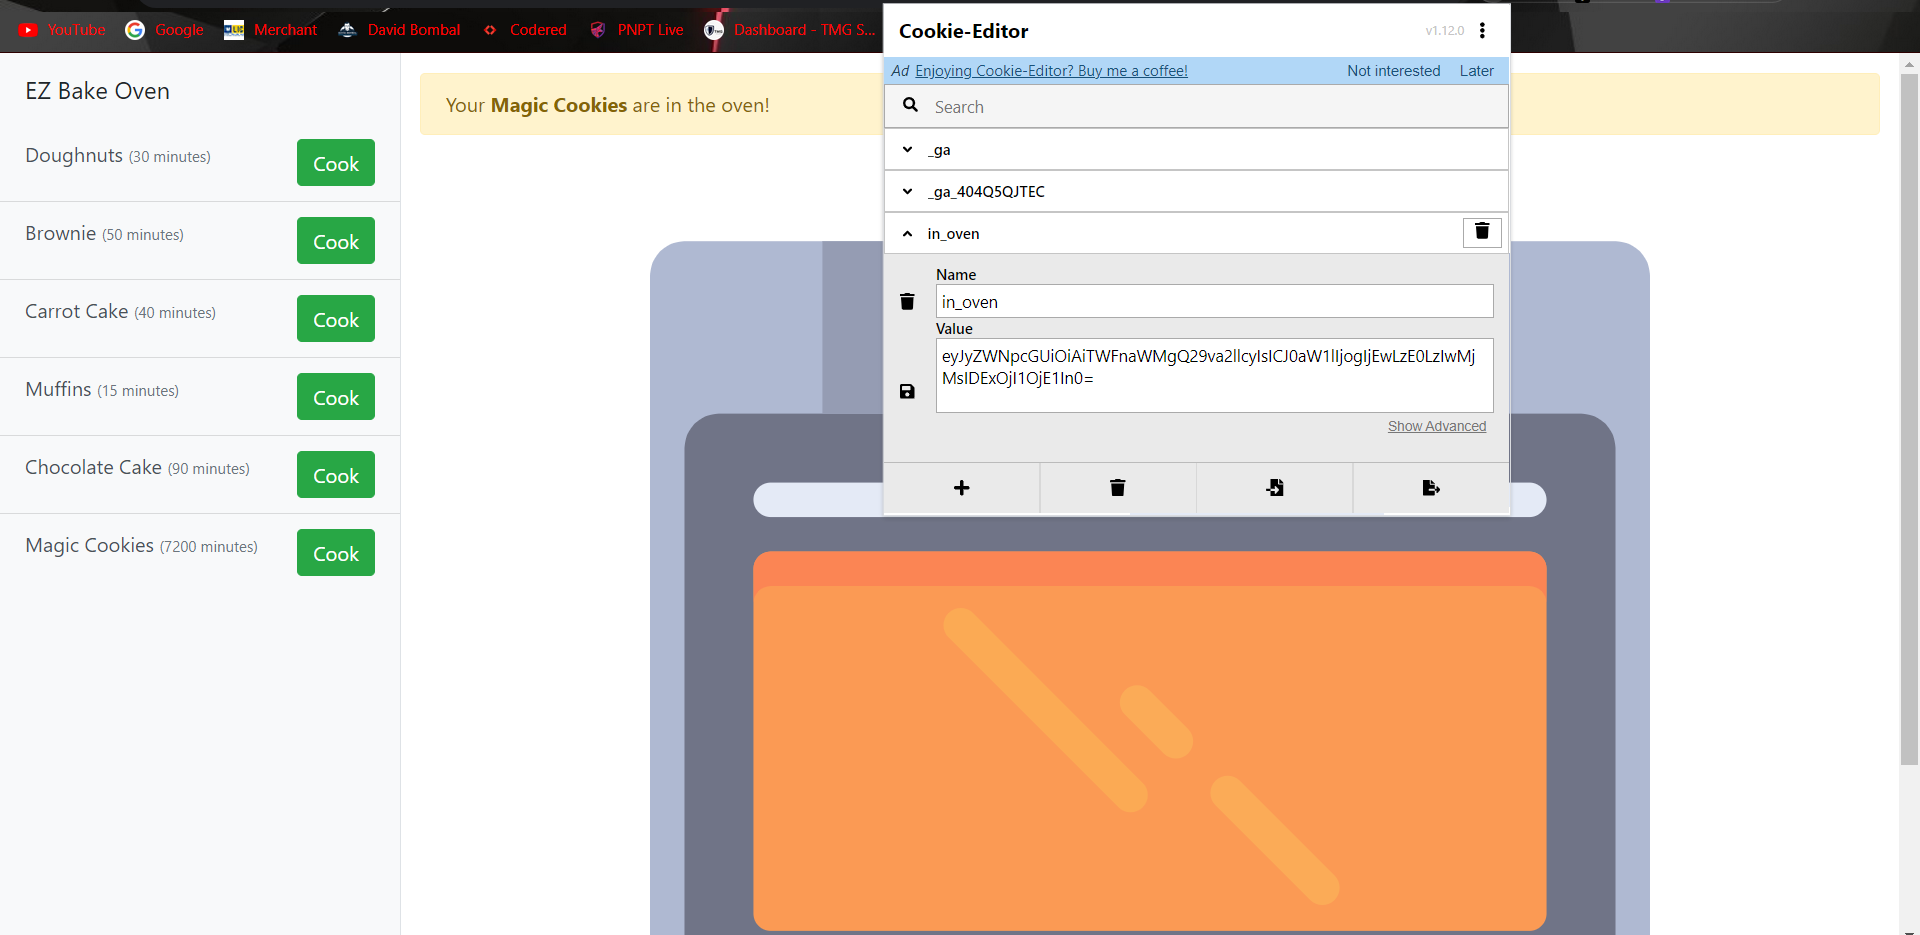 YouTube
Google
Merchant
David Bombal
Codered
PNPT Live
Dashboard - TMG S...
EZ Bake Oven
Doughnuts (30 minutes)
Cook
Brownie (50 minutes)
Cook
Carrot Cake (40 minutes)
Cook
Muffins (15 minutes)
Cook
Chocolate Cake (90 minutes)
Cook
Magic Cookies (7200 minutes)
Cook
Your Magic Cookies are in the oven!
Cookie-Editor
v1.12.0
Ad Enjoying Cookie-Editor? Buy me a coffee!
Not interested
Later
Search
_ga
_ga_404Q5QJTEC
in_oven
Name
in_oven
Value
eyJyZWNpcGUiOiAiTWFnaWMgQ29va2llcyIsICJ0aW1lIjogIjEwLzE0LzIwMj
MsIDExOjI1OjE1In0=
Show Advanced